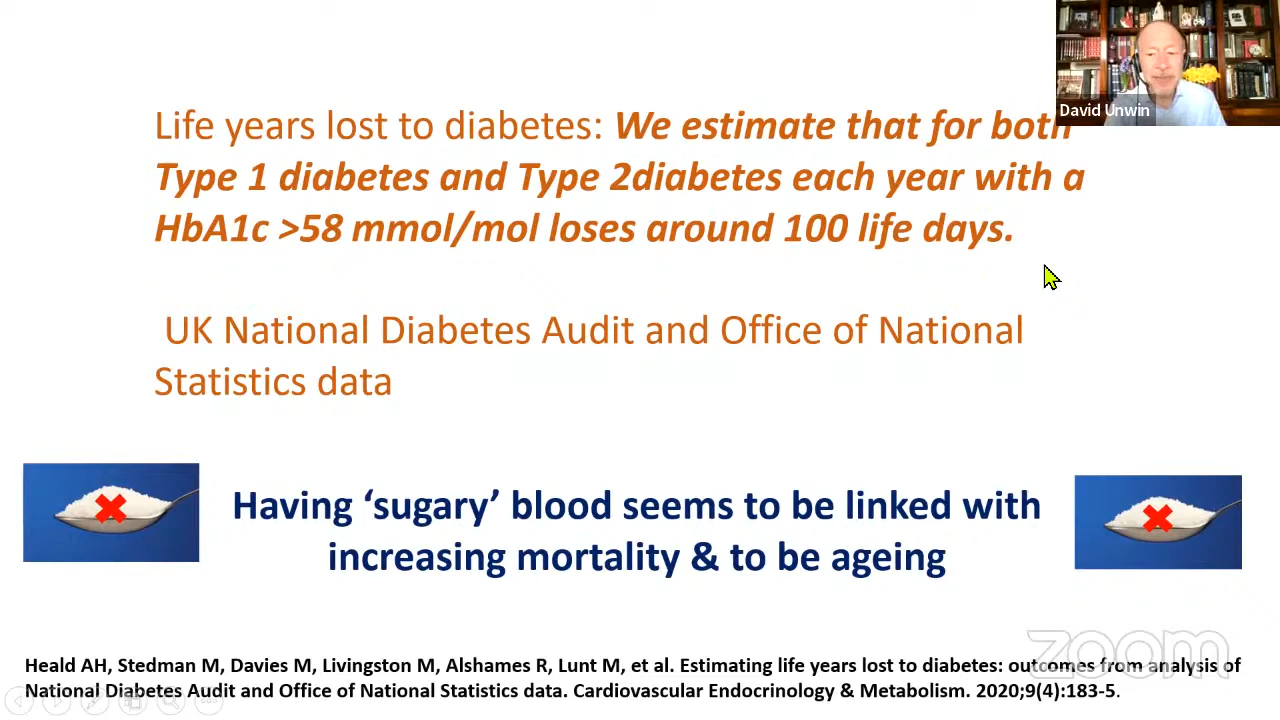 David Unwin
Life years lost to diabetes: We estimate that for both
Type 1 diabetes and Type 2diabetes each year with a
HbA1c >58 mmol/mol loses around 100 life days.
UK National Diabetes Audit and Office of National
Statistics data
Having ‘sugary’ blood seems to be linked with
increasing mortality & to be ageing
zoom
Heald AH, Stedman M, Davies M, Livingston M, Alshames R, Lunt M, et al. Estimating life years lost to diabetes: outcomes from analysis of
National Diabetes Audit and Office of National Statistics data. Cardiovascular Endocrinology & Metabolism. 2020;9(4):183-5.